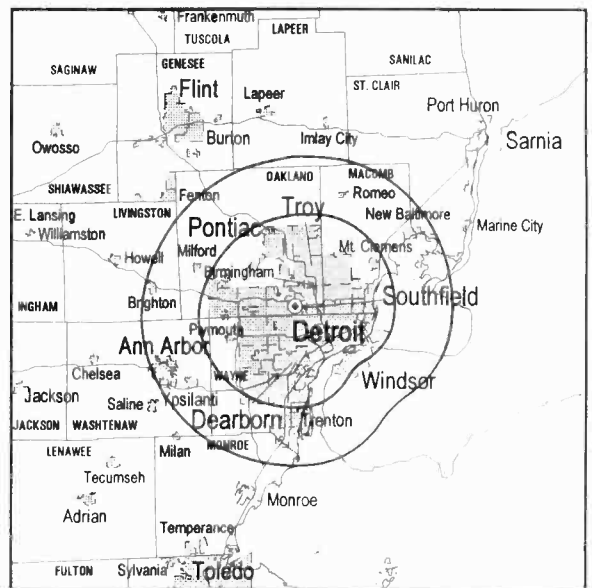 Frankenmuth
LAPEER
TUSCOLA
GENESEE
SANILAC
SAGINAW
ST. CLAIR
Flint
Lapeer
Port Huron
Burton
Imlay City
Sarnia
Owosso
OAKLAND
MACOMB
SHIAWASSEE
Fenton
Romeo
Troy
E. Lansing
LIVINGSTON
New Baltimore
Williamston
Pontiac
Marine City
Milford
Mt. Clemens
Howell
Birmingham
Southfield
INGHAM
Brighton
Plymouth
Detroit
Ann Arbor
Chelsea
WAYNE
Windsor
Jackson
Saline
Ypsilanti
Dearborn
Trenton
JACKSON
WASHTENAW
MONROE
LENAWEE
Milan
Tecumseh
Monroe
Adrian
Temperance
FULTON
Sylvania
Toledo